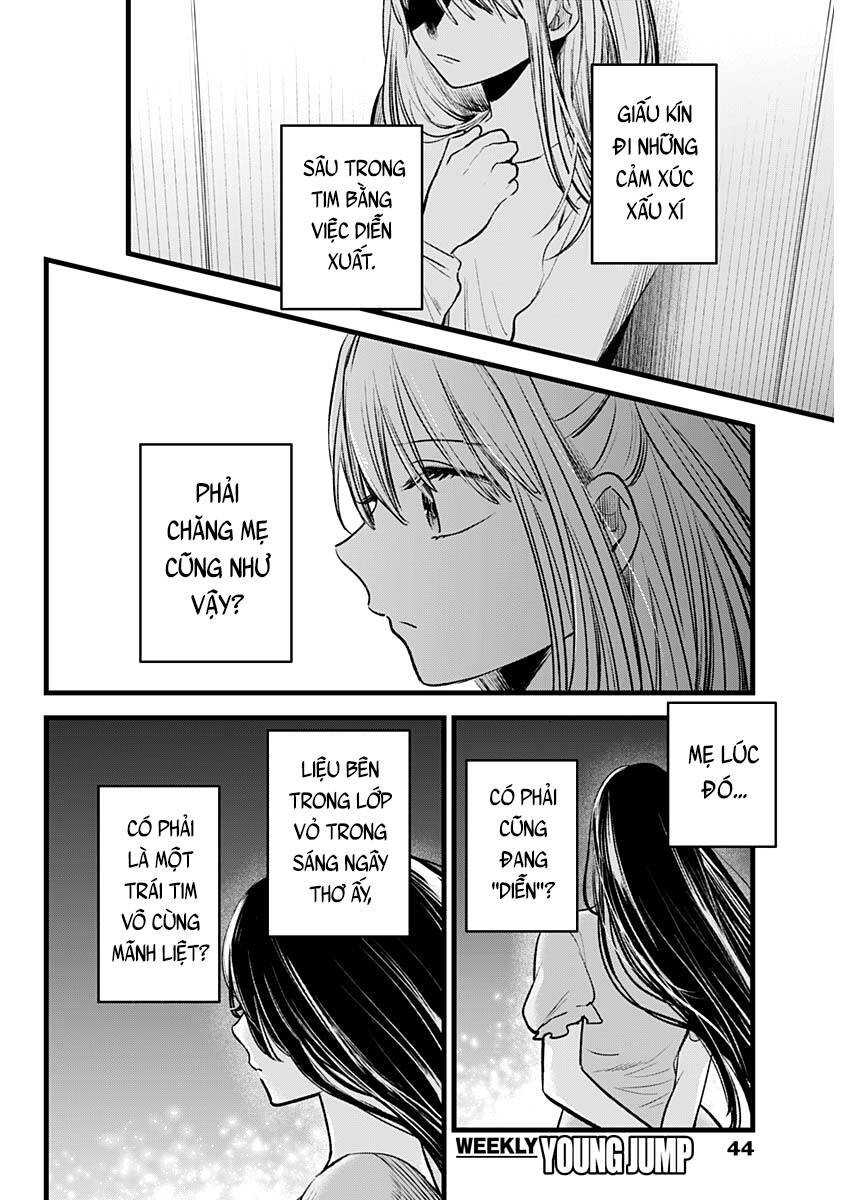 GIẤU KÍN
ĐI NHỮNG
CẢM XÚC
XẤU XÍ
SÂU TRONG
TIM BẰNG
VIỆC DIỄN
XUẤT.
PHẢI
CHĂNG MẸ
CŨNG NHƯ
VẬY?
MẸ LÚC
ĐÓ...
CÓ PHẢI
CŨNG
ĐANG
"DIỄN"?
LIỆU BÊN
TRONG LỚP
VỎ TRONG
SÁNG NGÂY
THƠ ẤY,
CÓ PHẢI
LÀ MỘT
TRÁI TIM
VÔ CÙNG
MÃNH LIỆT?
WEEKLY YOUNG JUMP 44